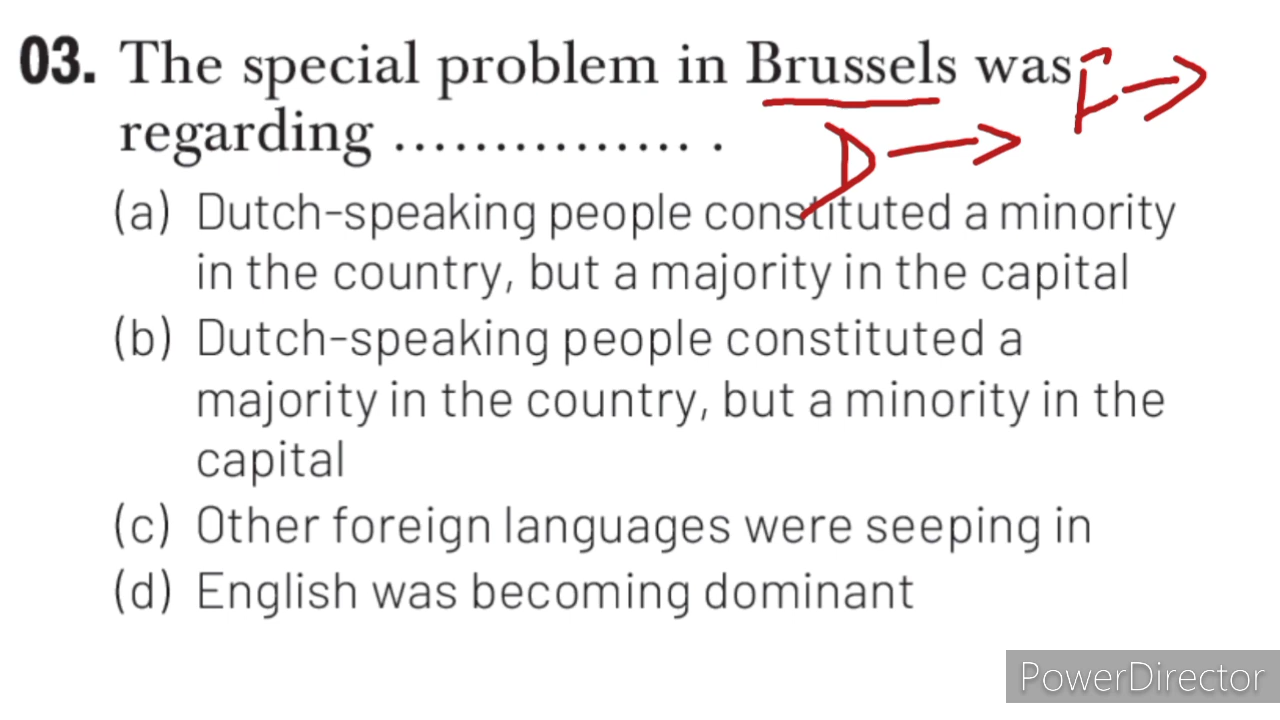 03. The special problem in Brussels was F →
regarding ............... . D →
(a) Dutch-speaking people constituted a minority
in the country, but a majority in the capital
(b) Dutch-speaking people constituted a
majority in the country, but a minority in the
capital
(c) Other foreign languages were seeping in
(d) English was becoming dominant
PowerDirector